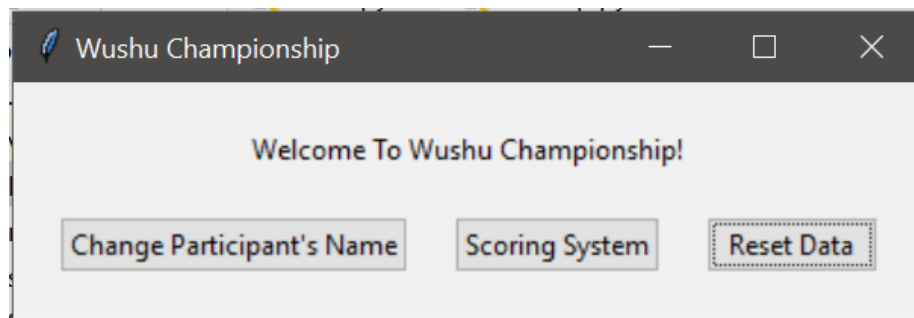 Wushu Championship
Welcome To Wushu Championship!
Change Participant's Name Scoring System Reset Data